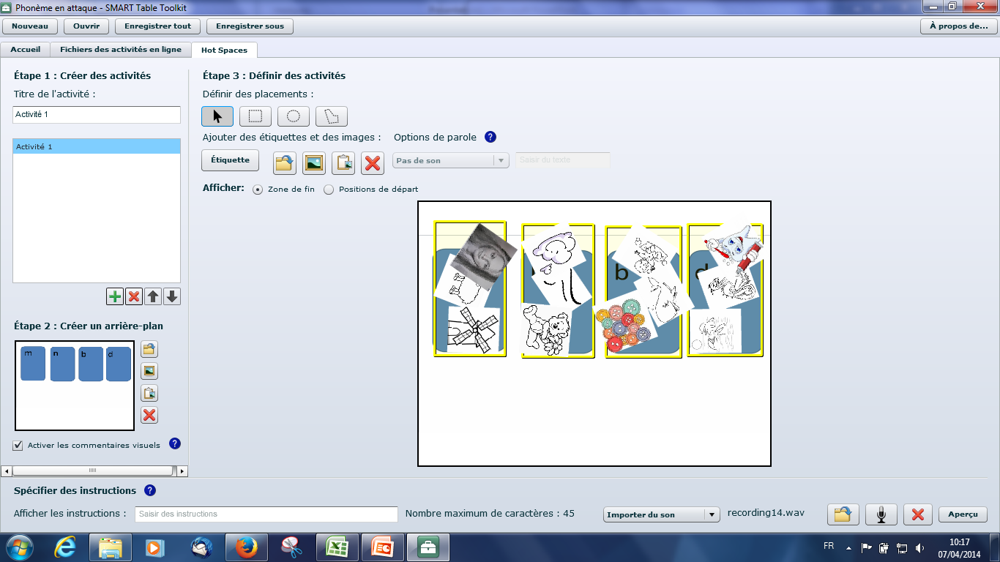 Phonème en attaque - SMART Table Toolkit
Nouveau Ouvrir Enregistrer tout Enregistrer sous À propos de...
Accueil Fichiers des activités en ligne Hot Spaces
Étape 1 : Créer des activités
Titre de l'activité :
Activité 1
Activité 1
Étape 2 : Créer un arrière-plan
m n b d
Activer les commentaires visuels ?
Étape 3 : Définir des activités
Définir des placements :
Ajouter des étiquettes et des images : Options de parole ?
Étiquette Pas de son Saisir du texte
Afficher: Zone de fin Positions de départ
b d
Spécifier des instructions ?
Afficher les instructions : Saisir des instructions Nombre maximum de caractères : 45 Importer du son recording14.wav Aperçu
FR 10:17
07/04/2014